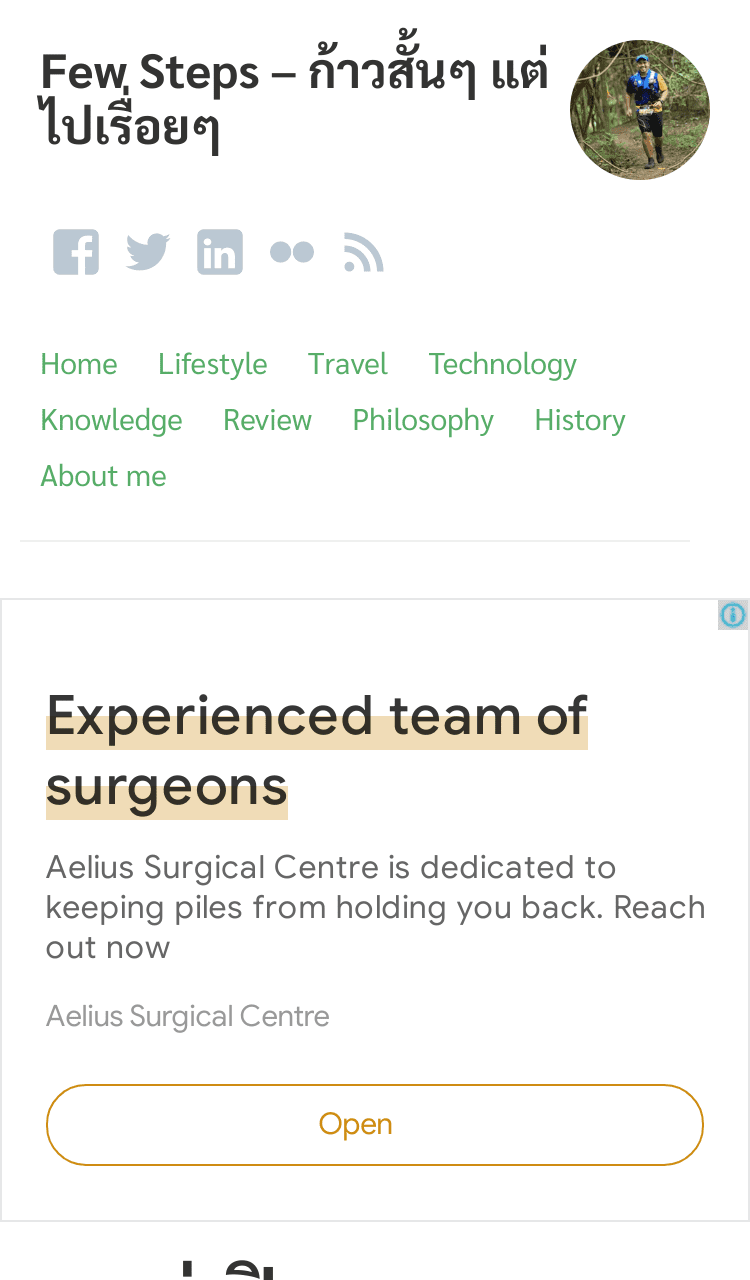 Few Steps – ก้าวสั้นๆ แต่
ไปเรื่อยๆ
Home Lifestyle Travel Technology
Knowledge Review Philosophy History
About me
Experienced team of
surgeons
Aelius Surgical Centre is dedicated to
keeping piles from holding you back. Reach
out now
Aelius Surgical Centre
Open